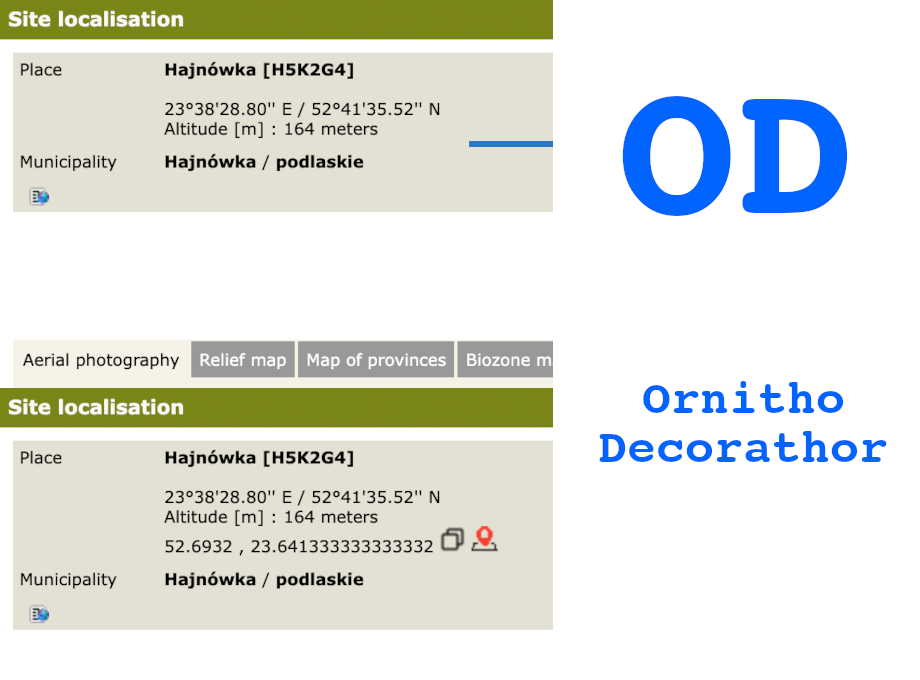 Site localisation
Place Hajnówka [H5K2G4]
23°38'28.80'' E / 52°41'35.52'' N
Altitude [m] : 164 meters
Municipality Hajnówka / podlaskie
OD
Aerial photography Relief map Map of provinces Biozone m
Site localisation
Place Hajnówka [H5K2G4]
23°38'28.80'' E / 52°41'35.52'' N
Altitude [m] : 164 meters
52.6932 , 23.641333333333332
Municipality Hajnówka / podlaskie
Ornitho
Decorathor